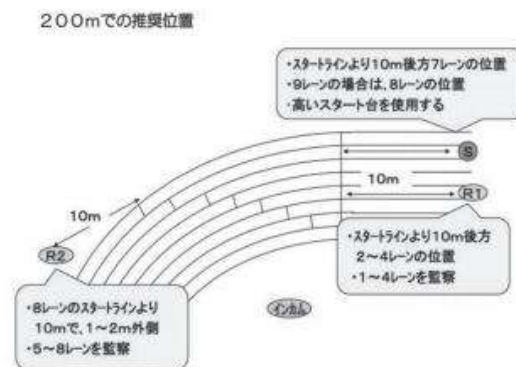 200mでの推奨位置
・スタートラインより10m後方7レーンの位置
・9レーンの場合は、8レーンの位置
・高いスタート台を使用する
S
10m
R1
10m
R2
・スタートラインより10m後方
2～4レーンの位置
・1～4レーンを監察
・8レーンのスタートラインより
10mで、1～2m外側
・5～8レーンを監察
インカム